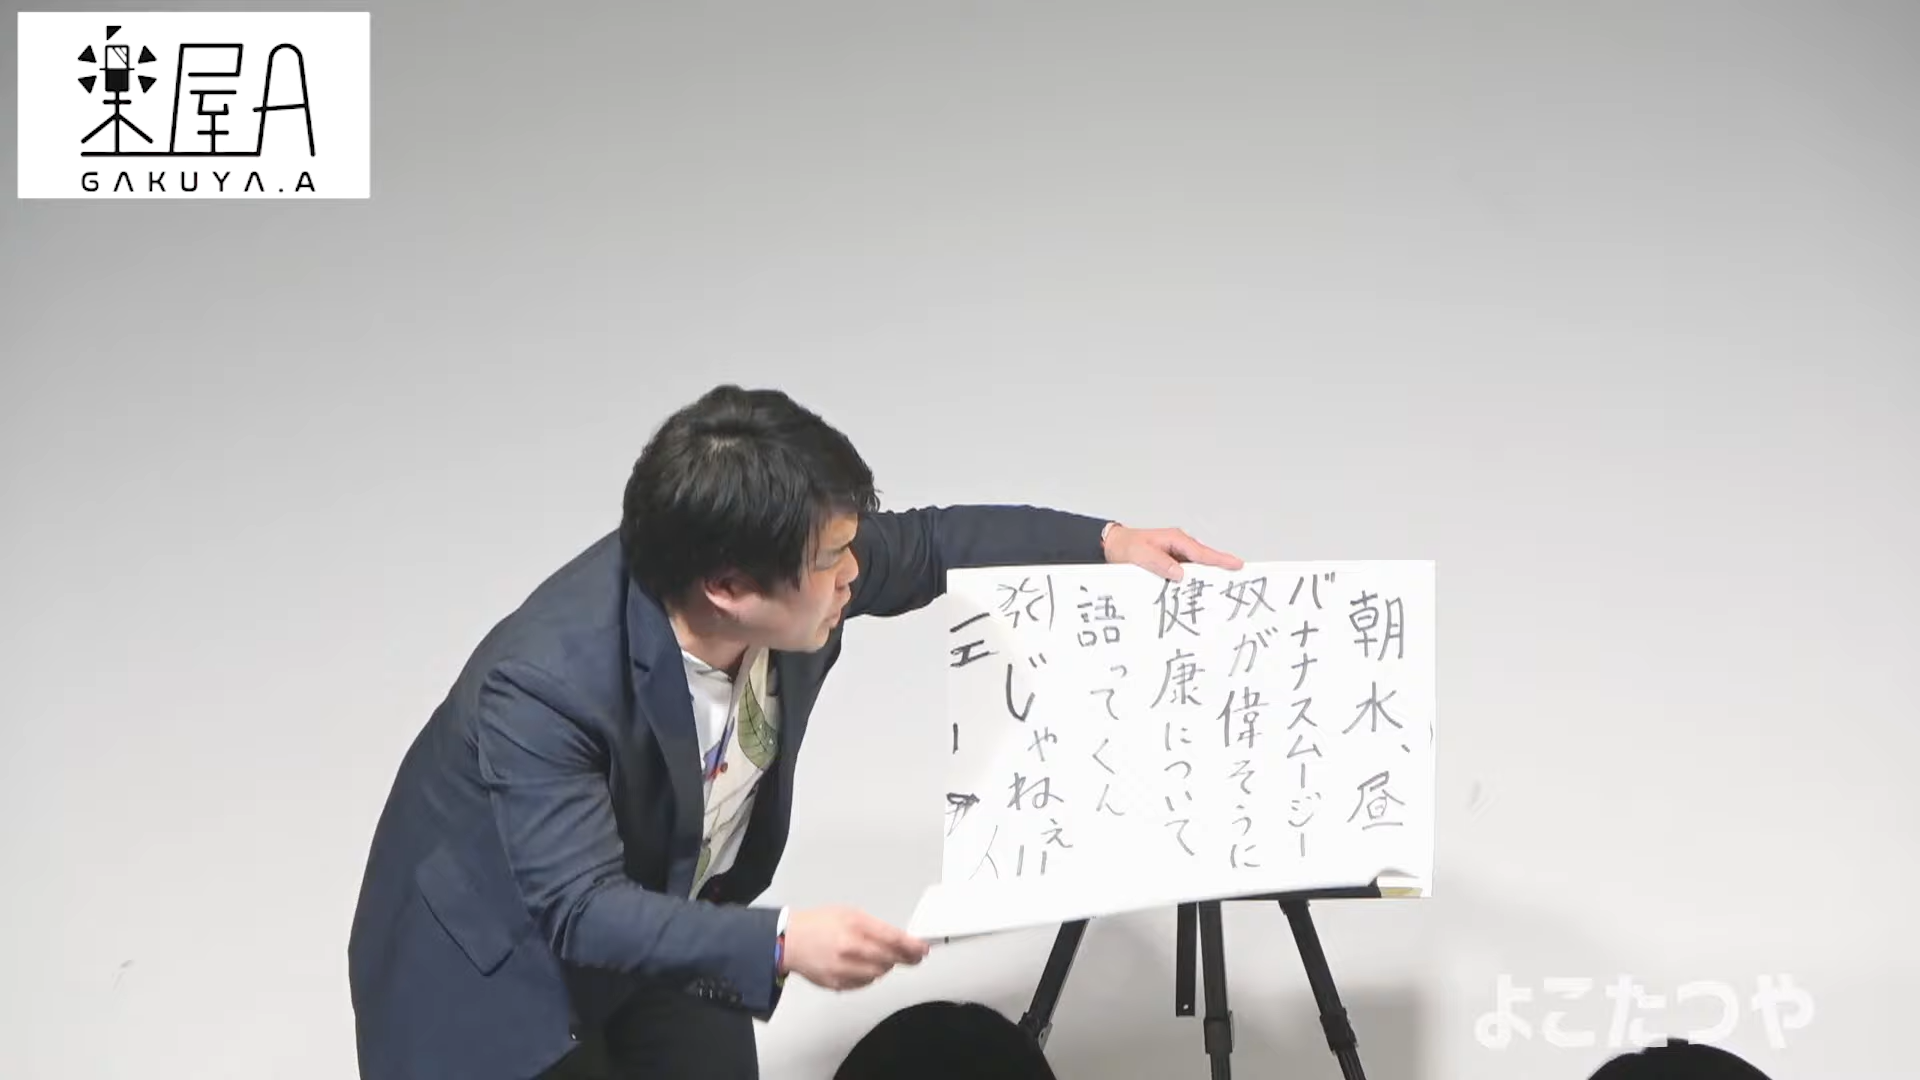 楽屋A
GAKUYA.A
朝水、昼
バナナスムージー
奴が偉そうに
健康について
語ってくん
じゃねぇ!!
よこたつや